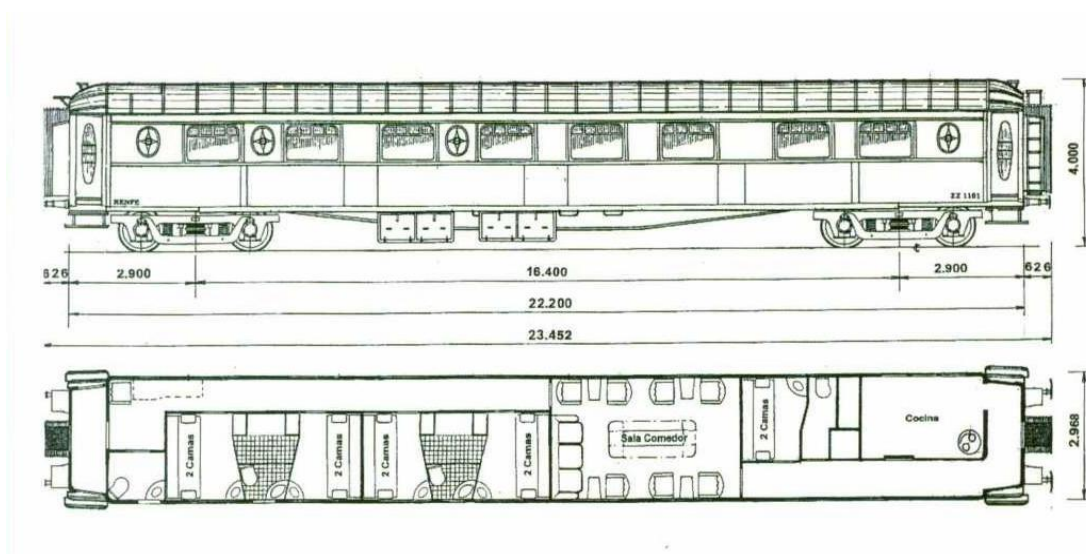 RENFE
ZZ 1101
4.000
626
2.900
16.400
2.900
626
22.200
23.452
2 Camas
2 Camas
2 Camas
2 Camas
Sala Comedor
2 Camas
Cocina
2.968